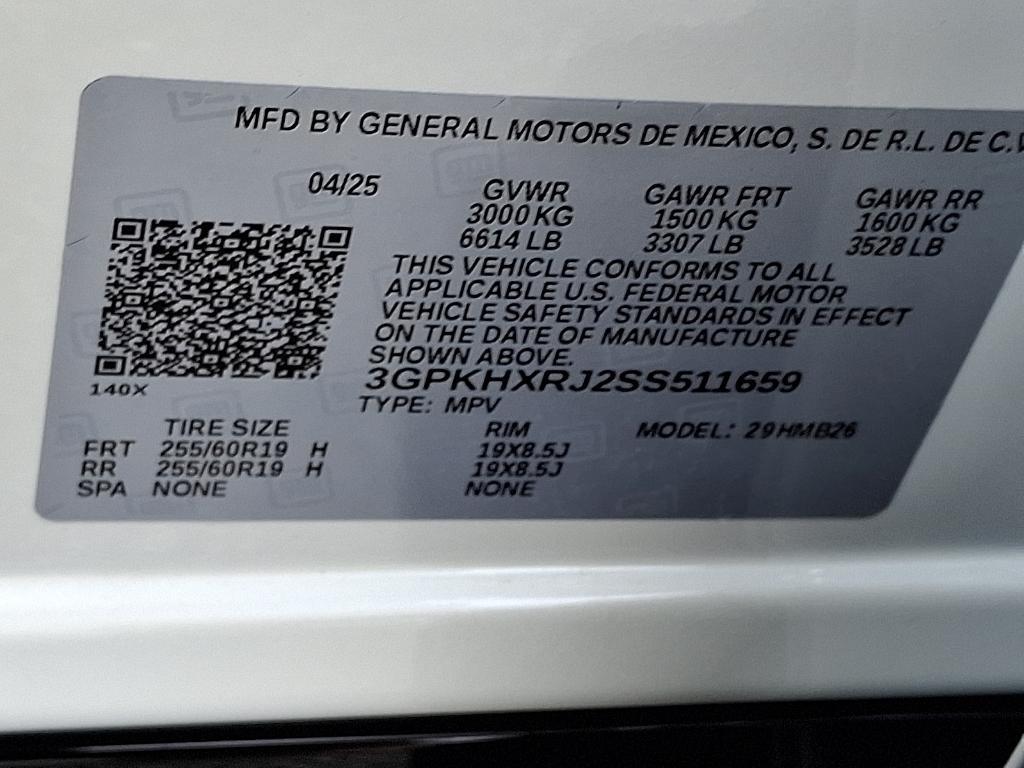 MFD BY GENERAL MOTORS DE MEXICO, S. DE R.L. DE C.V
04/25 GVWR GAWR FRT GAWR RR
3000 KG 1500 KG 1600 KG
6614 LB 3307 LB 3528 LB
THIS VEHICLE CONFORMS TO ALL
APPLICABLE U.S. FEDERAL MOTOR
VEHICLE SAFETY STANDARDS IN EFFECT
ON THE DATE OF MANUFACTURE
SHOWN ABOVE.
3GPKHXRJ2SS511659
140X TYPE: MPV
TIRE SIZE RIM MODEL: 29HMB26
FRT 255/60R19 H 19X8.5J
RR 255/60R19 H 19X8.5J
SPA NONE NONE